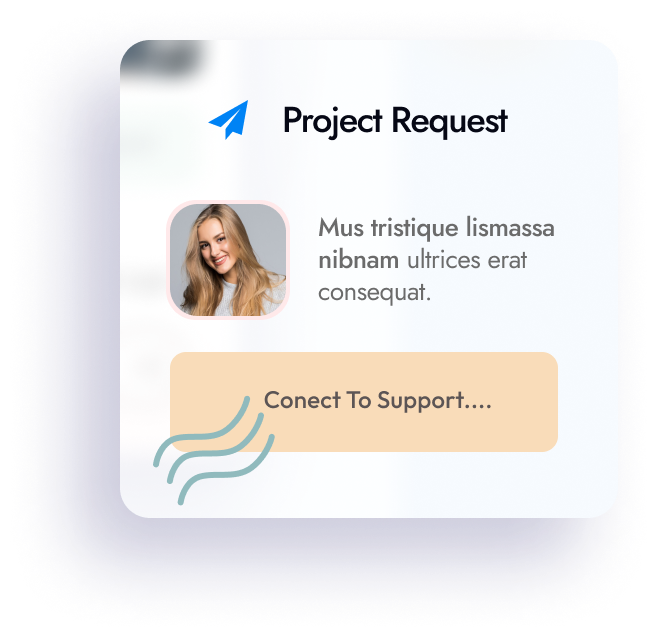 Project Request
Mus tristique lismassa
nibnam ultrices erat
consequat.
Conect To Support....